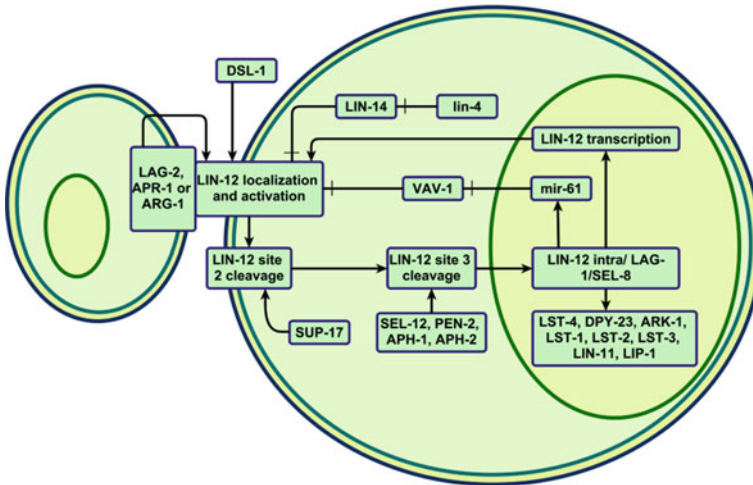 DSL-1
LIN-14
lin-4
LIN-12 transcription
LAG-2,
APR-1 or
ARG-1
LIN-12 localization
and activation
VAV-1
mir-61
LIN-12 site
2 cleavage
LIN-12 site 3
cleavage
LIN-12 intra/ LAG-
1/SEL-8
SUP-17
SEL-12, PEN-2,
APH-1, APH-2
LST-4, DPY-23, ARK-1,
LST-1, LST-2, LST-3,
LIN-11, LIP-1